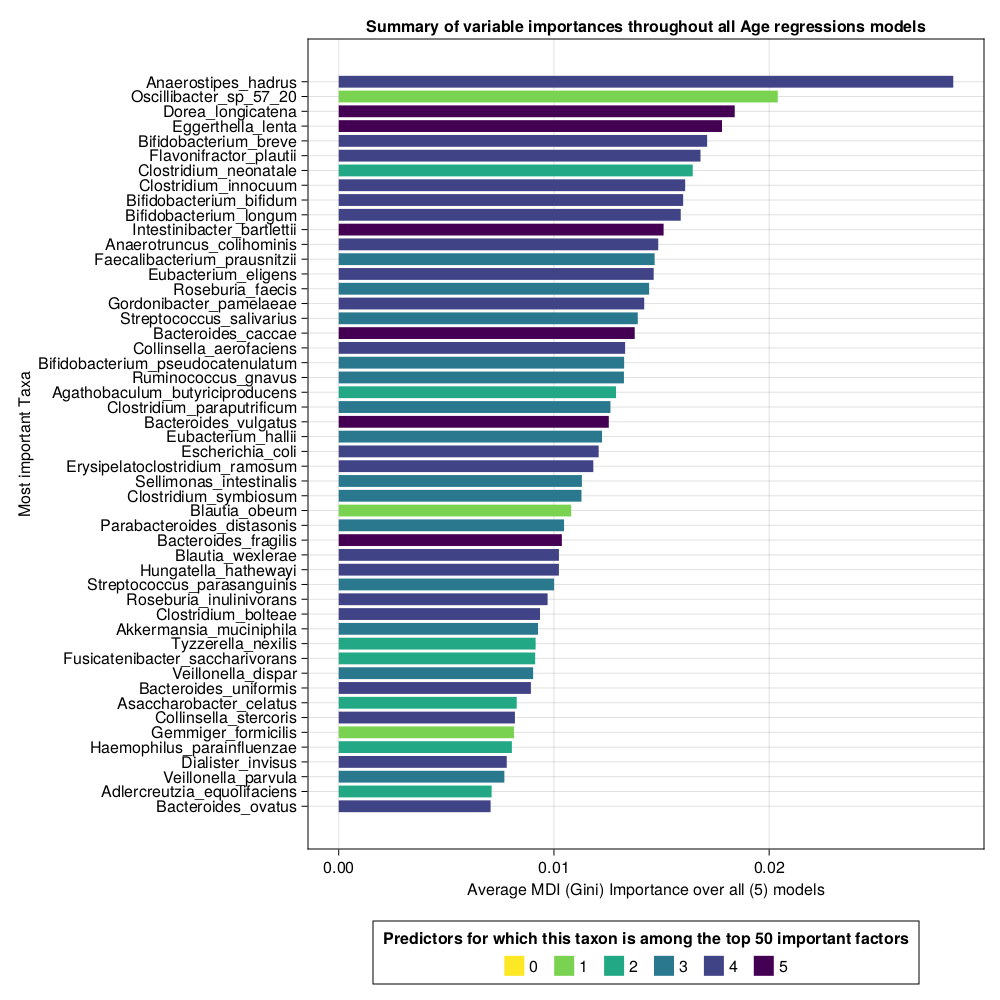 Summary of variable importances throughout all Age regressions models
Most important Taxa
Anaerostipes_hadrus
Oscillibacter_sp_57_20
Dorea_longicatena
Eggerthella_lenta
Bifidobacterium_breve
Flavonifractor_plautii
Clostridium_neonatale
Clostridium_innocuum
Bifidobacterium_bifidum
Bifidobacterium_longum
Intestinibacter_bartlettii
Anaerotruncus_colihominis
Faecalibacterium_prausnitzii
Eubacterium_eligens
Roseburia_faecis
Gordonibacter_pamelaeae
Streptococcus_salivarius
Bacteroides_caccae
Collinsella_aerofaciens
Bifidobacterium_pseudocatenulatum
Ruminococcus_gnavus
Agathobaculum_butyriciproducens
Clostridium_paraputrificum
Bacteroides_vulgatus
Eubacterium_hallii
Escherichia_coli
Erysipelatoclostridium_ramosum
Sellimonas_intestinalis
Clostridium_symbiosum
Blautia_obeum
Parabacteroides_distasonis
Bacteroides_fragilis
Blautia_wexlerae
Hungatella_hathewayi
Streptococcus_parasanguinis
Roseburia_inulinivorans
Clostridium_bolteae
Akkermansia_muciniphila
Tyzzerella_nexilis
Fusicatenibacter_saccharivorans
Veillonella_dispar
Bacteroides_uniformis
Asaccharobacter_celatus
Collinsella_stercoris
Gemmiger_formicilis
Haemophilus_parainfluenzae
Dialister_invisus
Veillonella_parvula
Adlercreutzia_equolifaciens
Bacteroides_ovatus
0.00 0.01 0.02
Average MDI (Gini) Importance over all (5) models
Predictors for which this taxon is among the top 50 important factors
0 1 2 3 4 5